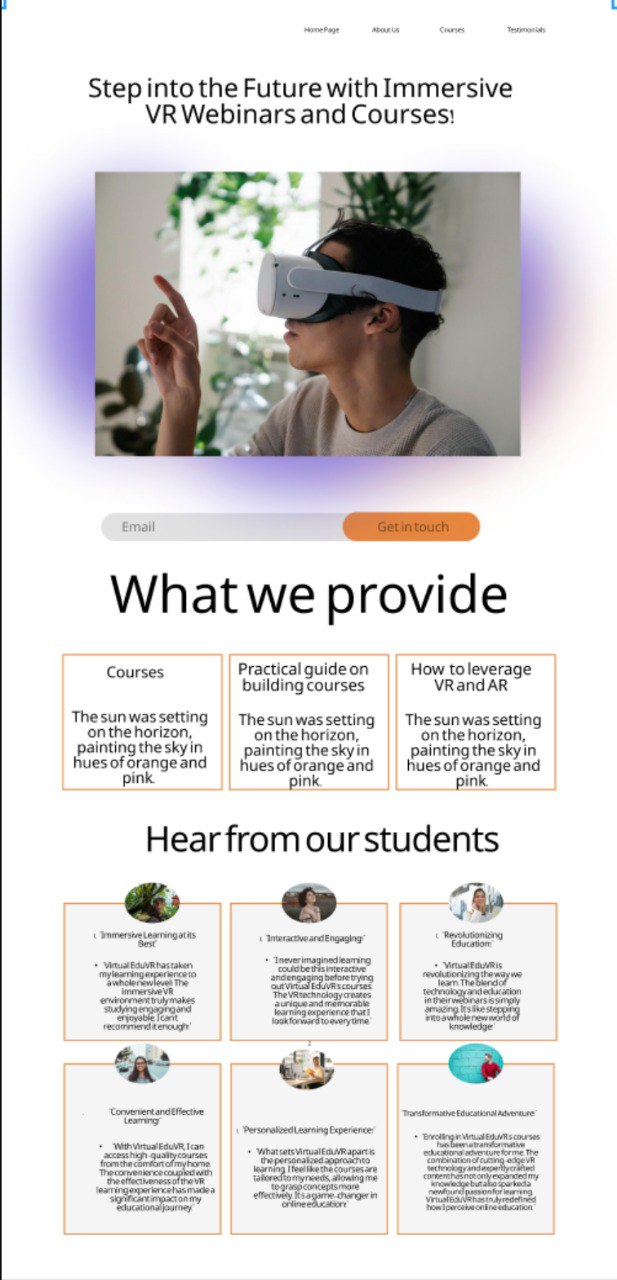 Home Page About Us Courses Testimonials
Step into the Future with Immersive
VR Webinars and Courses!
Email Get in touch
What we provide
Courses
The sun was setting
on the horizon,
painting the sky in
hues of orange and
pink.
Practical guide on
building courses
The sun was setting
on the horizon,
painting the sky in
hues of orange and
pink.
How to leverage
VR and AR
The sun was setting
on the horizon,
painting the sky in
hues of orange and
pink.
Hear from our students
"Immersive Learning at its
Best"
• "Virtual EduVR has taken
my learning experience to
a whole new level! The
immersive VR
environment truly makes
studying engaging and
enjoyable. I can't
recommend it enough"
"Interactive and Engaging:"
• "I never imagined learning
could be this interactive
and engaging before trying
out Virtual EduVR's courses.
The VR technology creates
a unique and memorable
learning experience that I
look forward to every time."
"Revolutionizing
Education:"
• "Virtual EduVR is
revolutionizing the way we
learn. The blend of
technology and education
in their webinars is simply
amazing. It's like stepping
into a whole new world of
knowledge"
"Convenient and Effective
Learning"
• "With Virtual EduVR, I can
access high-quality courses
from the comfort of my home.
The convenience coupled with
the effectiveness of the VR
learning experience has made a
significant impact on my
educational journey."
"Personalized Learning Experience:"
• "What sets Virtual EduVR apart is
the personalized approach to
learning. I feel like the courses are
tailored to my needs, allowing me
to grasp concepts more
effectively. It's a game-changer in
online education!"
"Transformative Educational Adventure"
• "Enrolling in Virtual EduVR's courses
has been a transformative
educational adventure for me. The
combination of cutting-edge VR
technology and expertly crafted
content has not only expanded my
knowledge but also sparked a
newfound passion for learning.
Virtual EduVR has truly redefined
how I perceive online education."